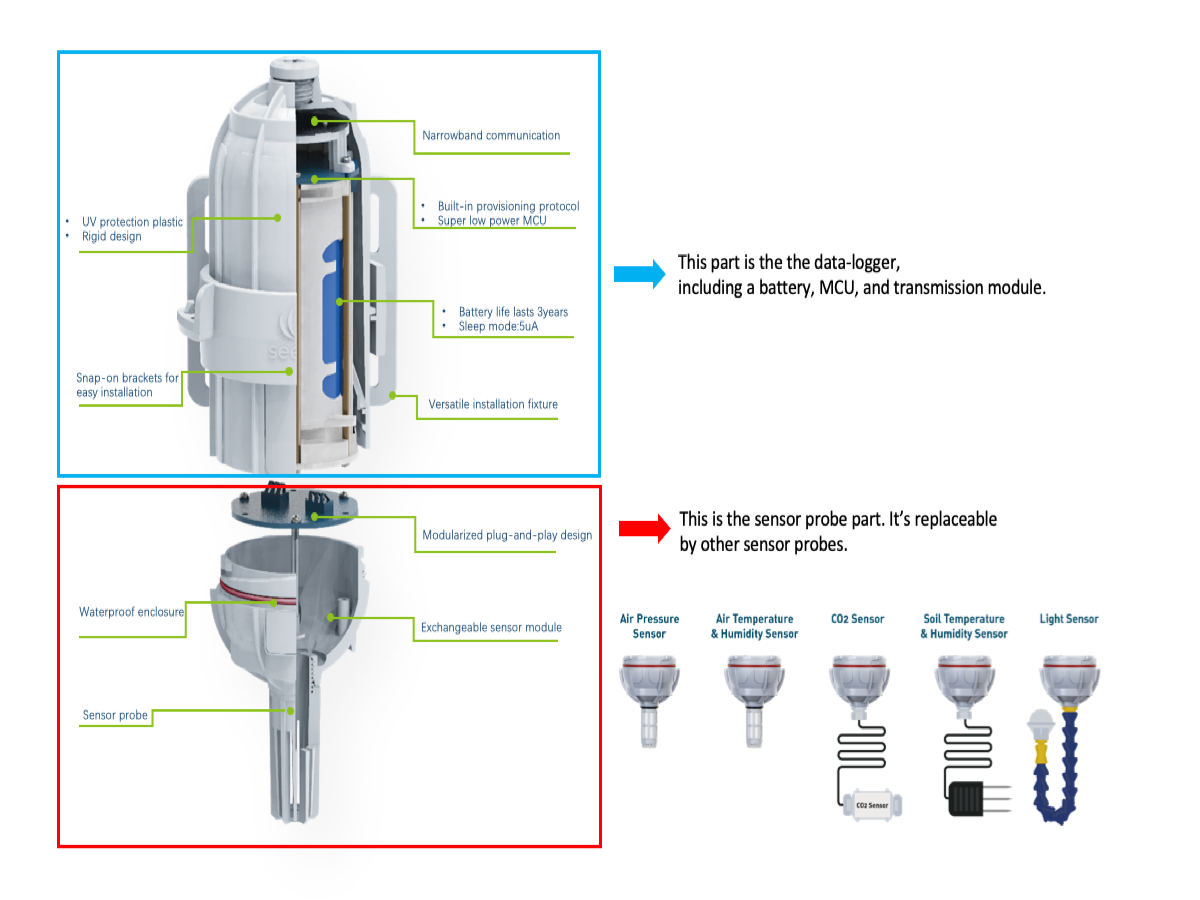 Narrowband communication
• Built-in provisioning protocol
• Super low power MCU
• UV protection plastic
• Rigid design
• Battery life lasts 3years
• Sleep mode:5uA
see
Snap-on brackets for
easy installation
Versatile installation fixture
This part is the the data-logger,
including a battery, MCU, and transmission module.
Modularized plug-and-play design
Waterproof enclosure
Exchangeable sensor module
Sensor probe
This is the sensor probe part. It’s replaceable
by other sensor probes.
Air Pressure
Sensor
Air Temperature
& Humidity Sensor
CO2 Sensor
Soil Temperature
& Humidity Sensor
Light Sensor
CO2 Sensor